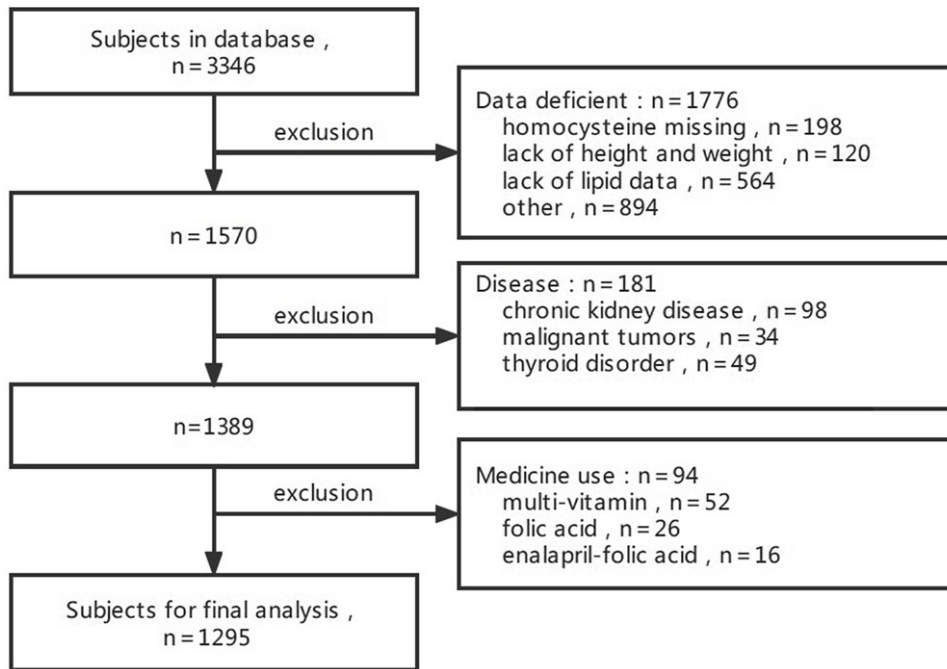 Subjects in database ,
n=3346
exclusion
Data deficient : n=1776
homocysteine missing , n=198
lack of height and weight , n=120
lack of lipid data , n=564
other , n=894
n=1570
exclusion
Disease : n=181
chronic kidney disease , n=98
malignant tumors , n=34
thyroid disorder , n=49
n=1389
exclusion
Medicine use : n=94
multi-vitamin , n=52
folic acid , n=26
enalapril-folic acid , n=16
Subjects for final analysis ,
n=1295